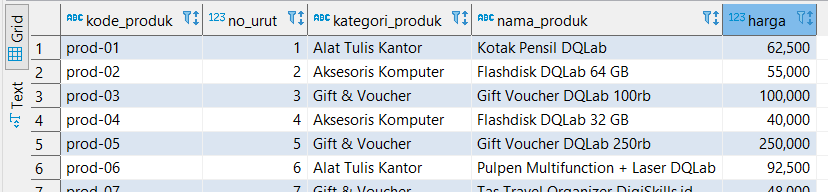 Grid
Text
kode_produk 123 no_urut kategori_produk nama_produk 123 harga
1 prod-01 1 Alat Tulis Kantor Kotak Pensil DQLab 62,500
2 prod-02 2 Aksesoris Komputer Flashdisk DQLab 64 GB 55,000
3 prod-03 3 Gift & Voucher Gift Voucher DQLab 100rb 100,000
4 prod-04 4 Aksesoris Komputer Flashdisk DQLab 32 GB 40,000
5 prod-05 5 Gift & Voucher Gift Voucher DQLab 250rb 250,000
6 prod-06 6 Alat Tulis Kantor Pulpen Multifunction + Laser DQLab 92,500
7 prod-07 7 Gift & Voucher Tas Travel Organizer DigiSkills.id 48,000